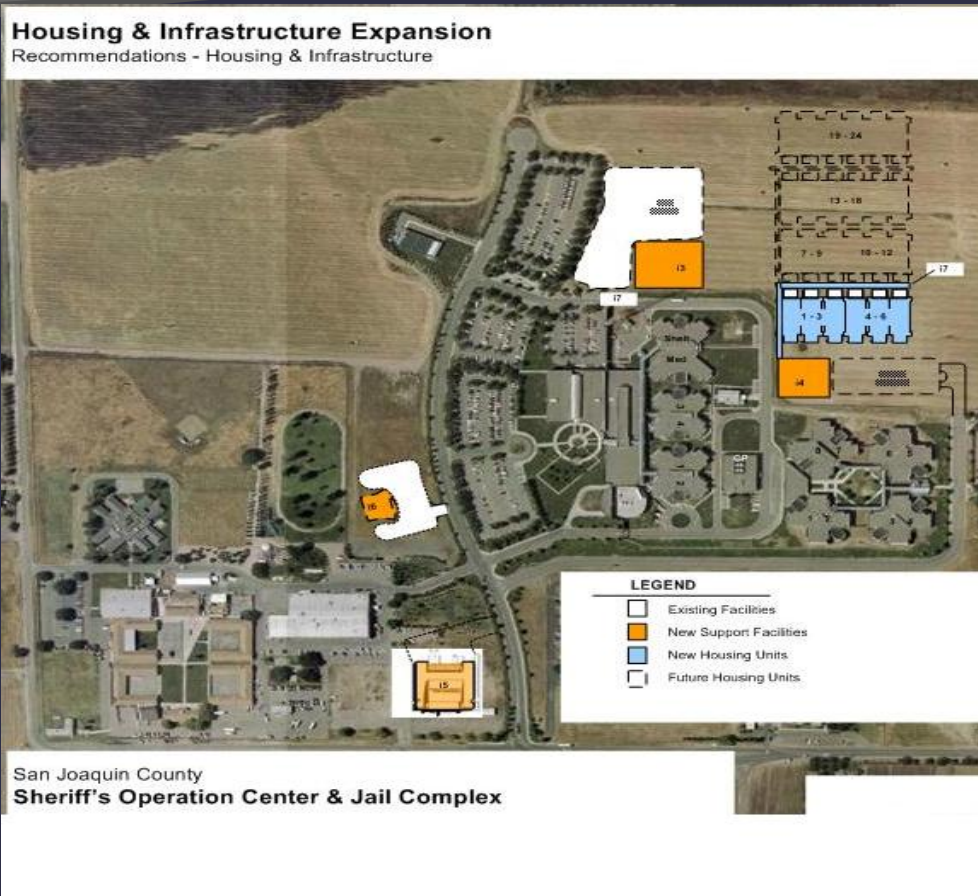 Housing & Infrastructure Expansion
Recommendations - Housing & Infrastructure
19 - 24
13 - 18
7 - 9
10 - 12
i7
i3
i7
1 - 3
4 - 6
Med
i4
CP
i6
LEGEND
Existing Facilities
New Support Facilities
New Housing Units
Future Housing Units
i5
San Joaquin County
Sheriff's Operation Center & Jail Complex